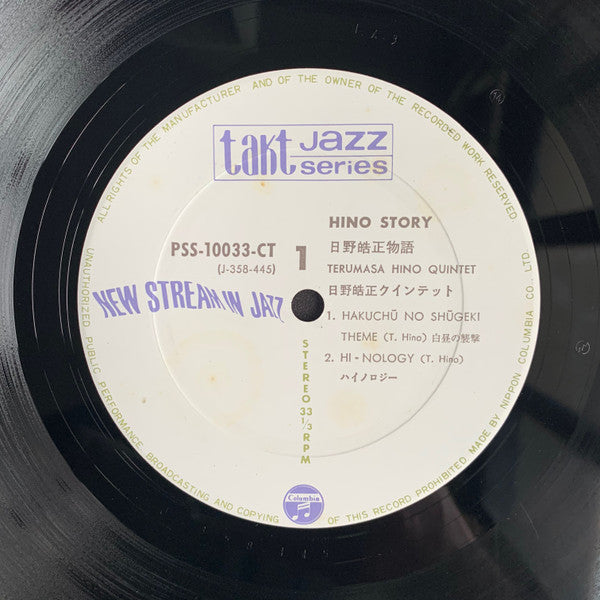 takt jazz
series
HINO STORY
日野皓正物語
PSS-10033-CT
(J-358-445)
1
TERUMASA HINO QUINTET
日野皓正クインテット
NEW STREAM IN JAZZ
1. HAKUCHŪ NO SHŪGEKI
THEME (T. Hino) 白昼の襲撃
2. HI-NOLOGY (T. Hino)
ハイノロジー
STEREO 33 1/3 RPM
Columbia
ALL RIGHTS OF THE MANUFACTURER AND OF THE OWNER OF THE RECORDED WORK RESERVED
UNAUTHORIZED PUBLIC PERFORMANCE BROADCASTING AND COPYING OF THIS RECORD PROHIBITED MADE BY NIPPON COLUMBIA CO. LTD.